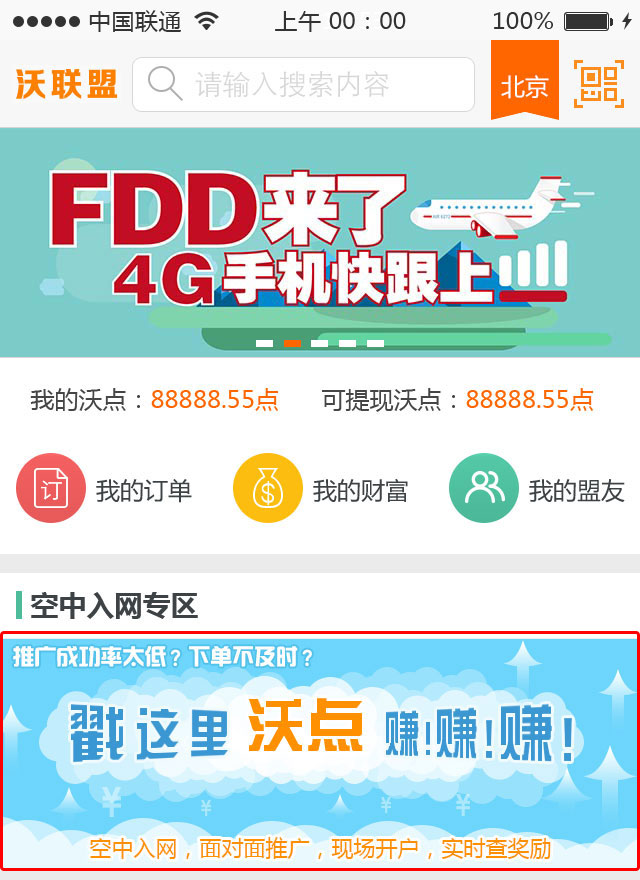 中国联通 上午 00：00 100%
沃联盟 请输入搜索内容 北京
FDD来了
4G手机快跟上
我的沃点：88888.55点 可提现沃点：88888.55点
订 我的订单 $ 我的财富 我的盟友
空中入网专区
推广成功率太低？下单不及时？
戳这里 沃点 赚！赚！赚！
¥ ¥ ¥ ¥
空中入网，面对面推广，现场开户，实时查奖励